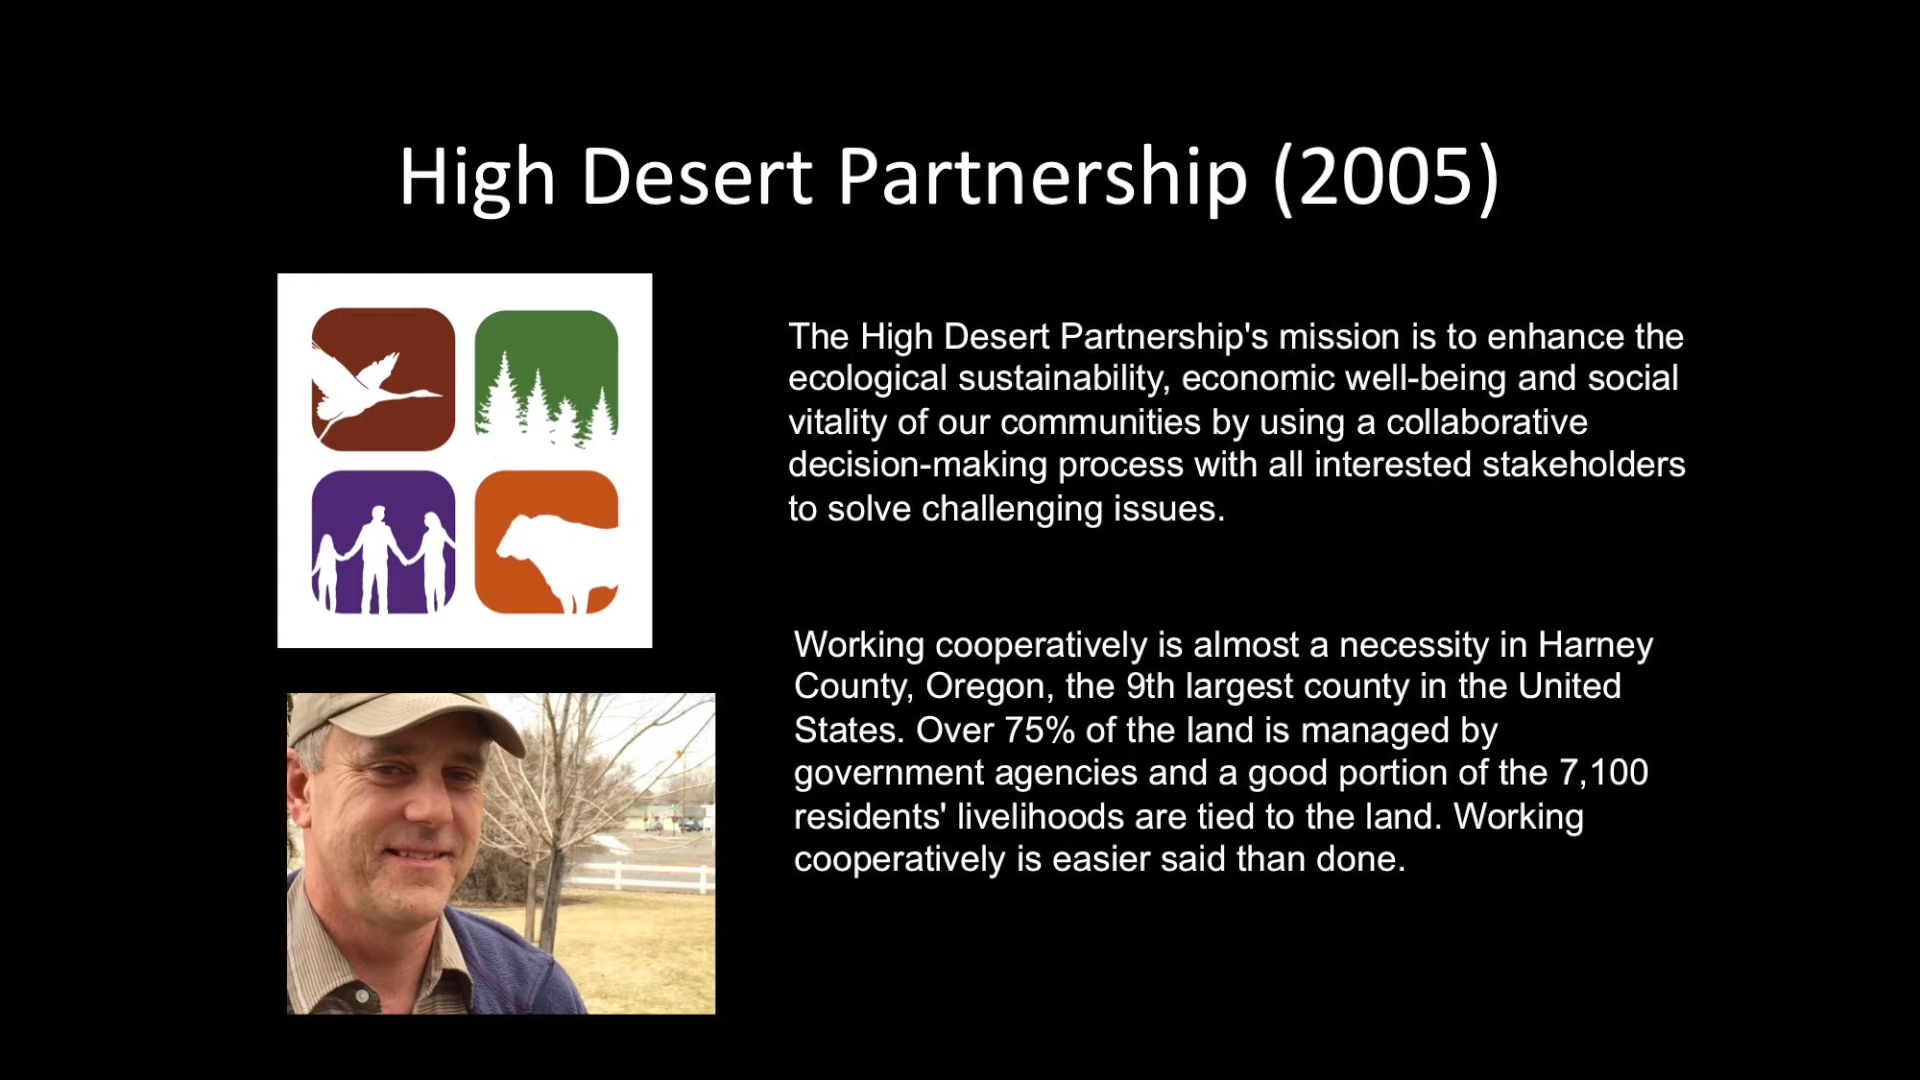 High Desert Partnership (2005)
The High Desert Partnership's mission is to enhance the
ecological sustainability, economic well-being and social
vitality of our communities by using a collaborative
decision-making process with all interested stakeholders
to solve challenging issues.
Working cooperatively is almost a necessity in Harney
County, Oregon, the 9th largest county in the United
States. Over 75% of the land is managed by
government agencies and a good portion of the 7,100
residents' livelihoods are tied to the land. Working
cooperatively is easier said than done.